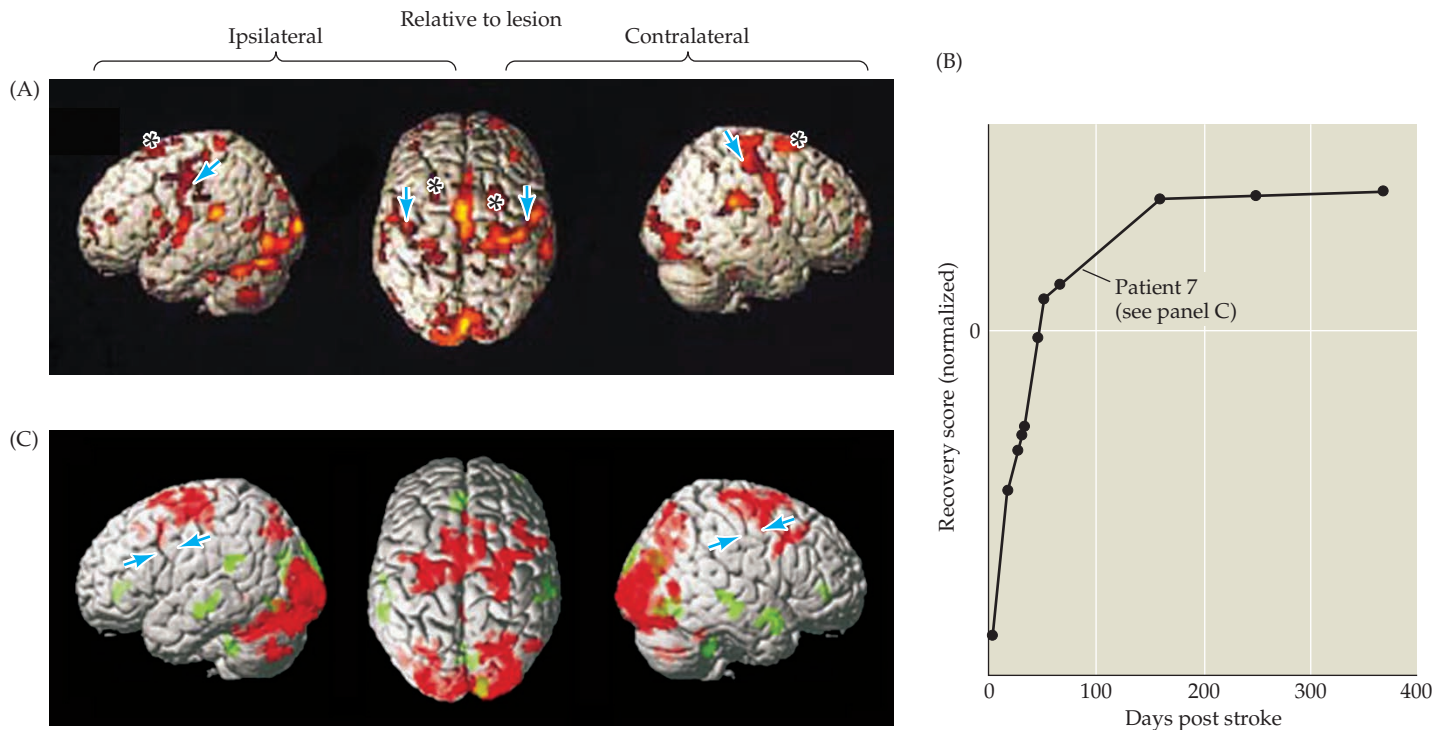 Relative to lesion
Ipsilateral
Contralateral
(A)
*
*
*
*
(B)
Recovery score (normalized)
0
Patient 7
(see panel C)
0
100
200
300
400
Days post stroke
(C)